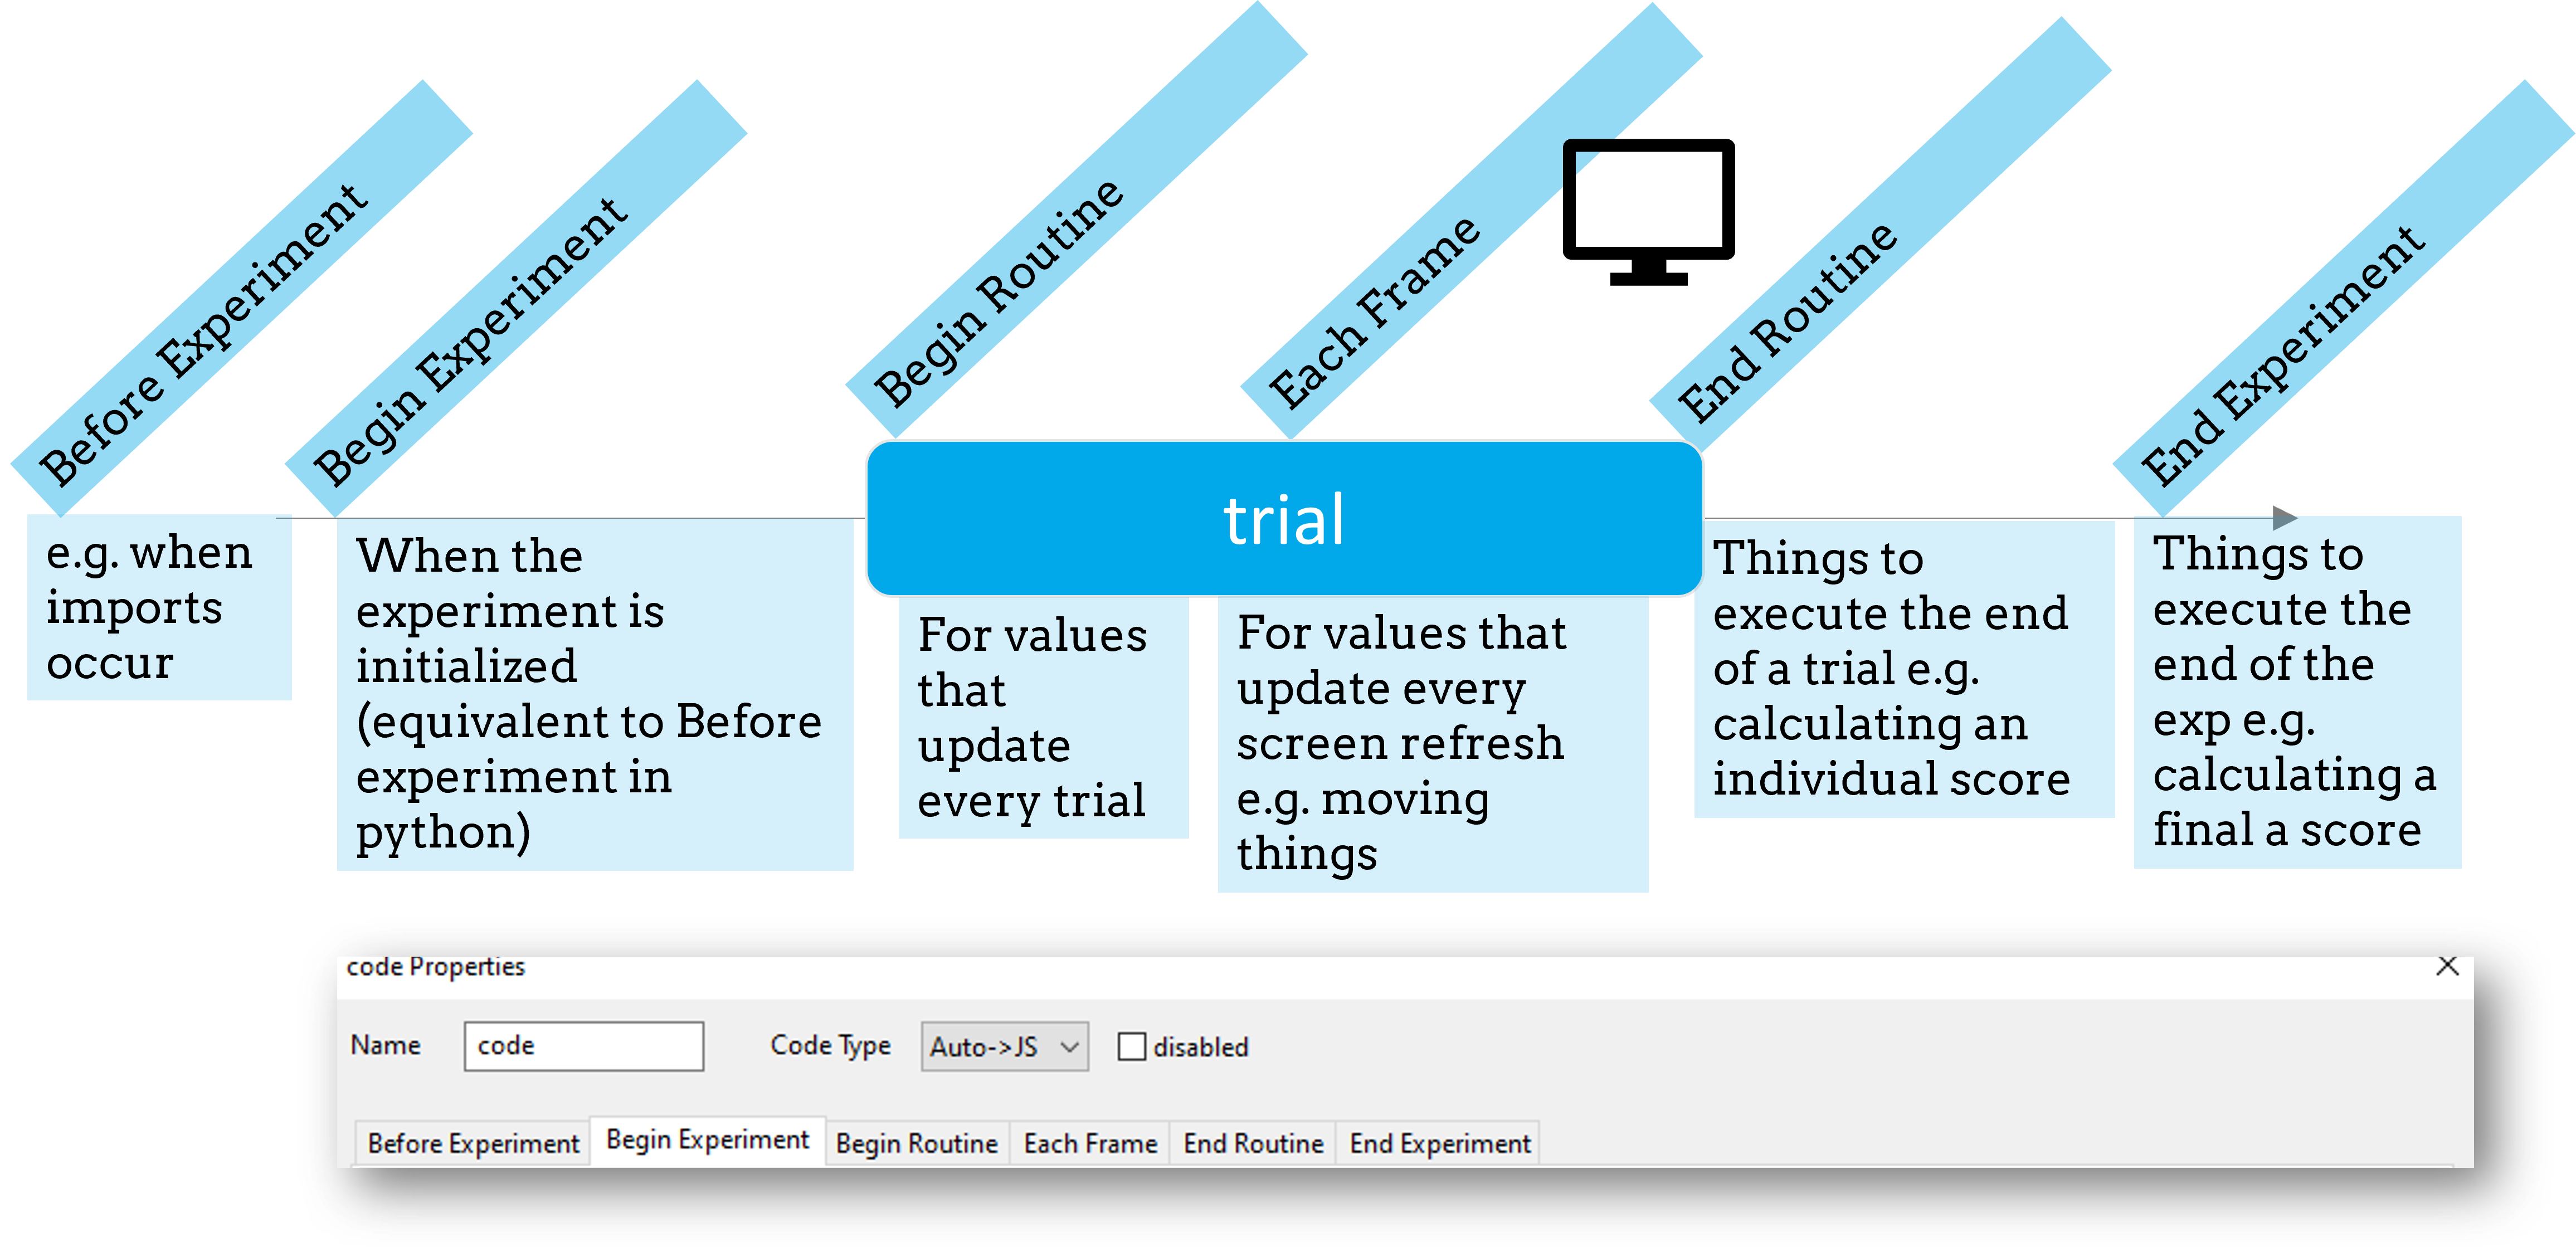 Before Experiment
Begin Experiment
Begin Routine
Each Frame
End Routine
End Experiment
trial
e.g. when
imports
occur
When the
experiment is
initialized
(equivalent to Before
experiment in
python)
For values
that
update
every trial
For values that
update every
screen refresh
e.g. moving
things
Things to
execute the end
of a trial e.g.
calculating an
individual score
Things to
execute the
end of the
exp e.g.
calculating a
final a score
code Properties
Name code Code Type Auto->JS disabled
Before Experiment Begin Experiment Begin Routine Each Frame End Routine End Experiment